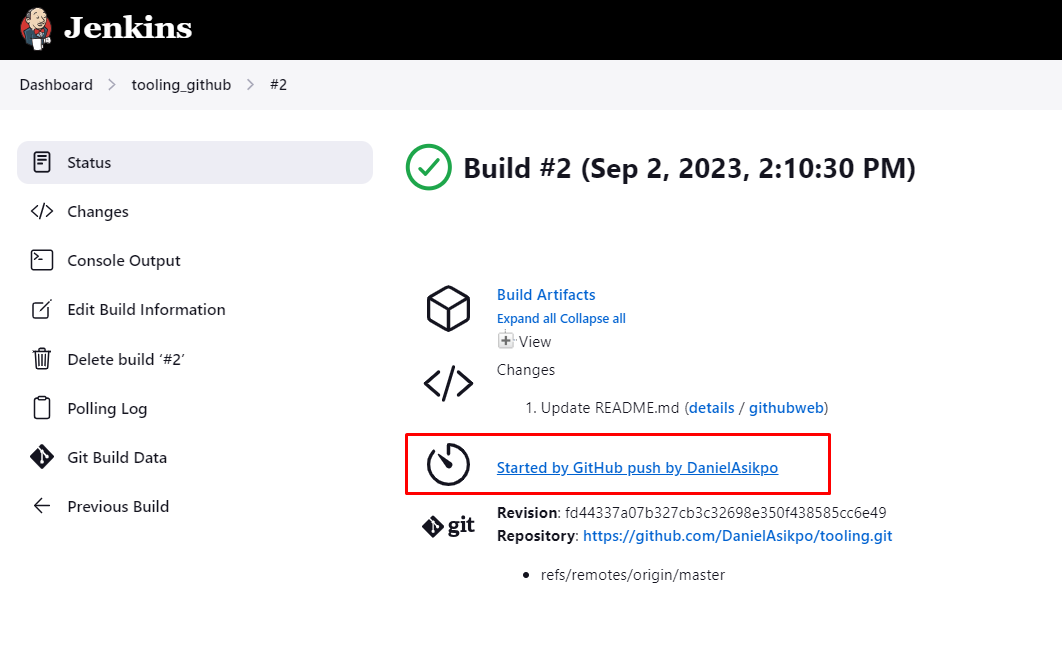 Jenkins
Dashboard > tooling_github > #2
Status
Changes
Console Output
Edit Build Information
Delete build ‘#2’
Polling Log
Git Build Data
Previous Build
Build #2 (Sep 2, 2023, 2:10:30 PM)
Build Artifacts
Expand all Collapse all
View
Changes
1. Update README.md (details / githubweb)
Started by GitHub push by DanielAsikpo
git
Revision: fd44337a07b327cb3c32698e350f438585cc6e49
Repository: https://github.com/DanielAsikpo/tooling.git
• refs/remotes/origin/master